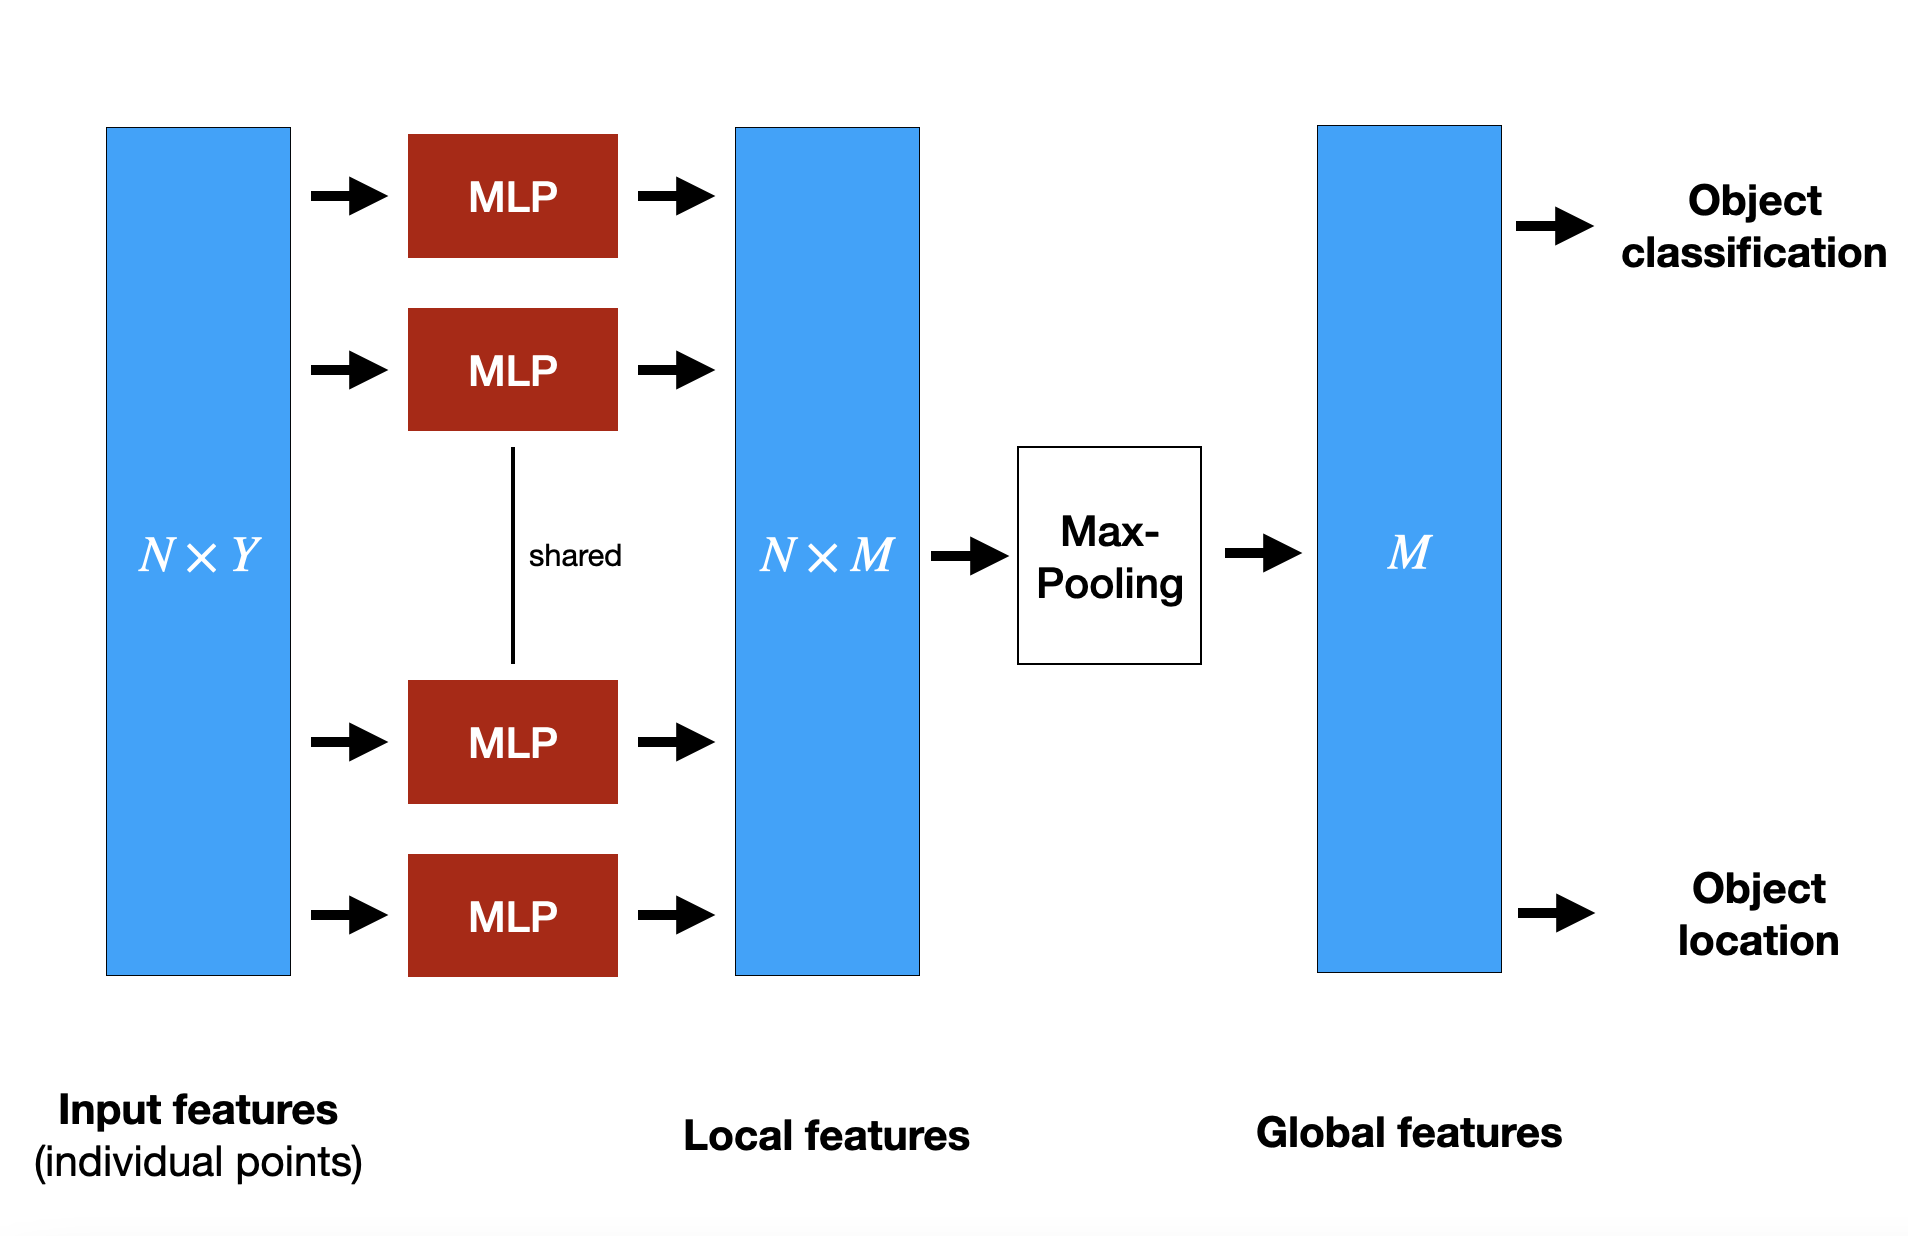 MLP
MLP
N × Y
shared
N × M
MLP
MLP
Max-
Pooling
M
Object
classification
Object
location
Input features
(individual points)
Local features
Global features